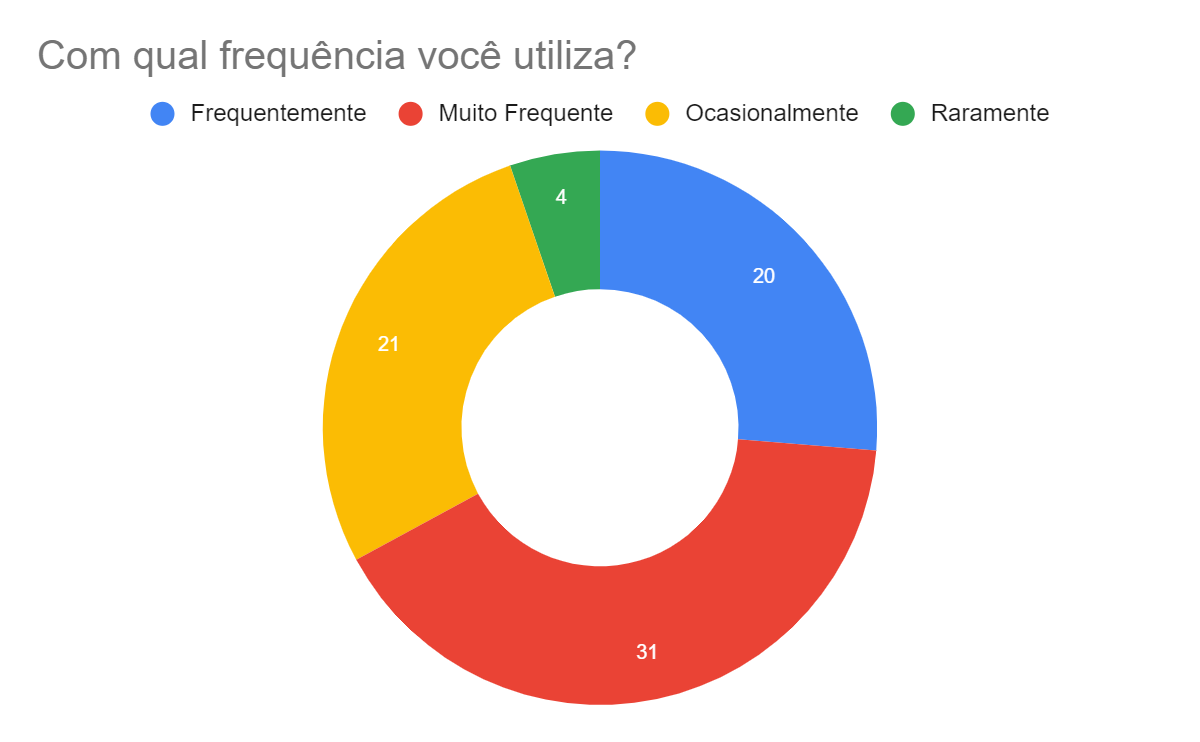 Com qual frequência você utiliza?
Frequentemente Muito Frequente Ocasionalmente Raramente
4
20
21
31